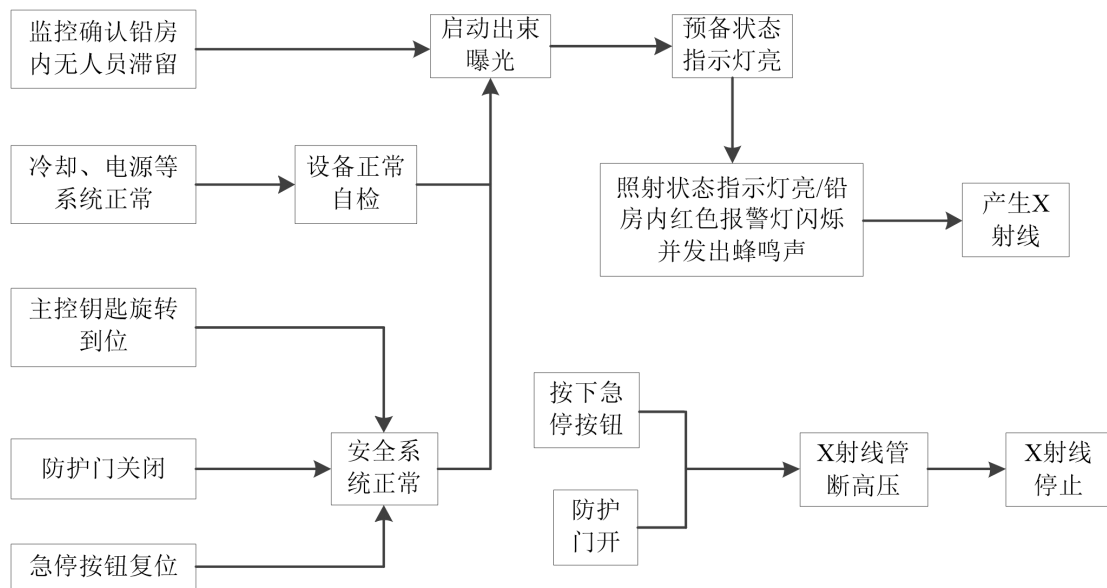 监控确认铅房
内无人员滞留
启动出束
曝光
预备状态
指示灯亮
冷却、电源等
系统正常
设备正常
自检
照射状态指示灯亮/铅
房内红色报警灯闪烁
并发出蜂鸣声
产生X
射线
主控钥匙旋转
到位
防护门关闭
安全系
统正常
急停按钮复位
按下急
停按钮
防护
门开
X射线管
断高压
X射线
停止